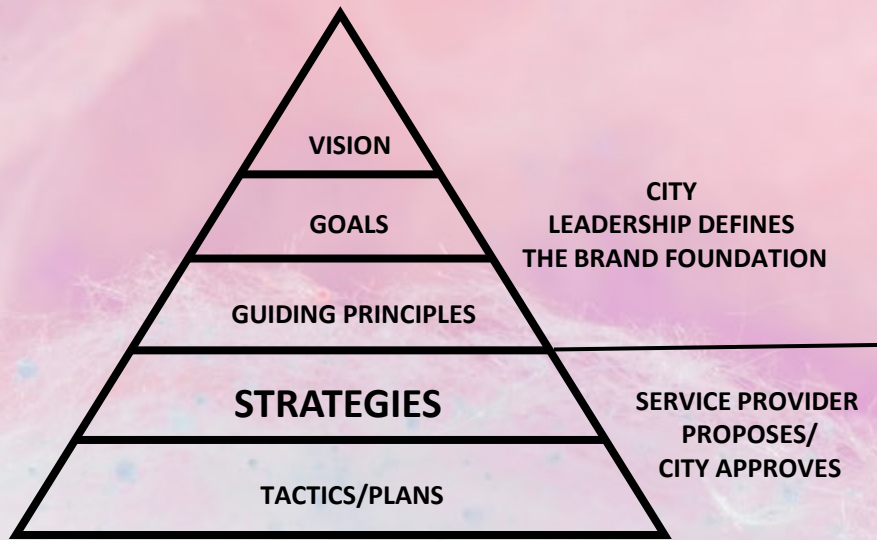 VISION
GOALS
GUIDING PRINCIPLES
CITY
LEADERSHIP DEFINES
THE BRAND FOUNDATION
STRATEGIES
TACTICS/PLANS
SERVICE PROVIDER
PROPOSES/
CITY APPROVES